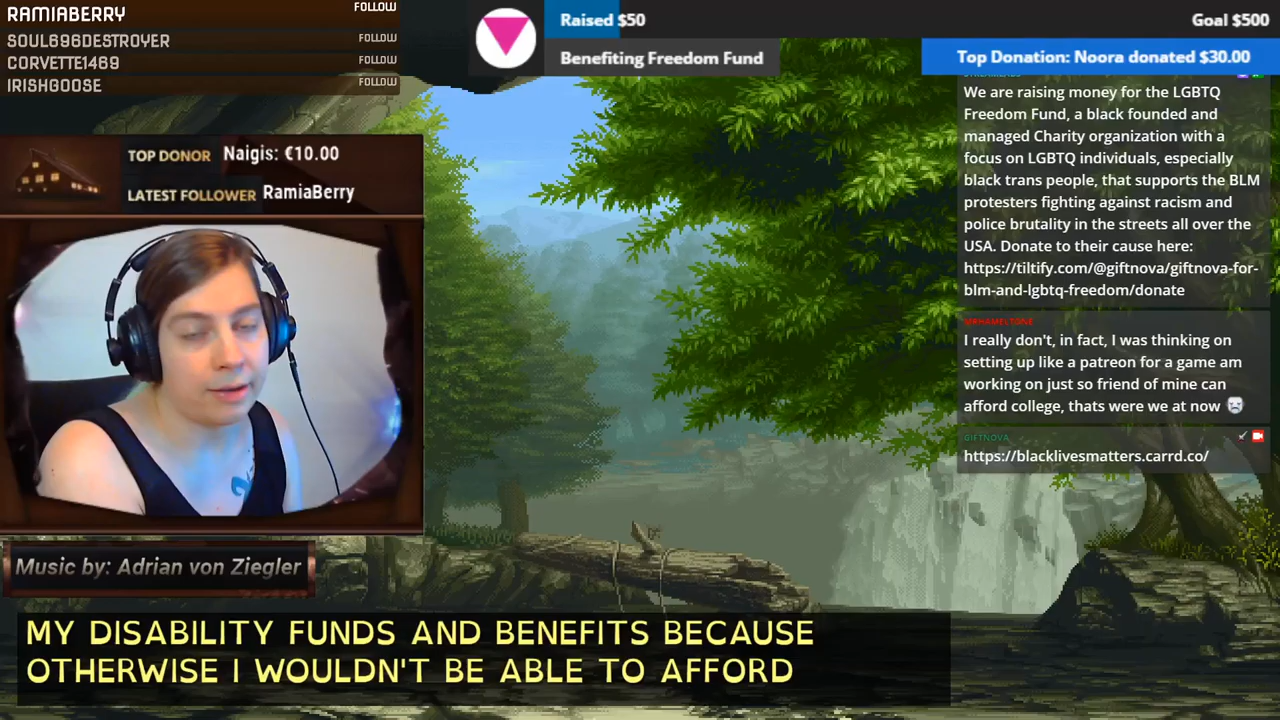 RAMIABERRY FOLLOW
SOUL696DESTROYER FOLLOW
CORVETTE1469 FOLLOW
IRISHGOOSE FOLLOW
Raised $50
Goal $500
Benefiting Freedom Fund
Top Donation: Noora donated $30.00
TOP DONOR Naigis: €10.00
LATEST FOLLOWER RamiaBerry
We are raising money for the LGBTQ
Freedom Fund, a black founded and
managed Charity organization with a
focus on LGBTQ individuals, especially
black trans people, that supports the BLM
protesters fighting against racism and
police brutality in the streets all over the
USA. Donate to their cause here:
https://tiltify.com/@giftnova/giftnova-for-
blm-and-lgbtq-freedom/donate
MRHAMELTONE
I really don't, in fact, I was thinking on
setting up like a patreon for a game am
working on just so friend of mine can
afford college, thats were we at now
GIFTNOVA
https://blacklivesmatters.carrd.co/
Music by: Adrian von Ziegler
MY DISABILITY FUNDS AND BENEFITS BECAUSE
OTHERWISE I WOULDN'T BE ABLE TO AFFORD